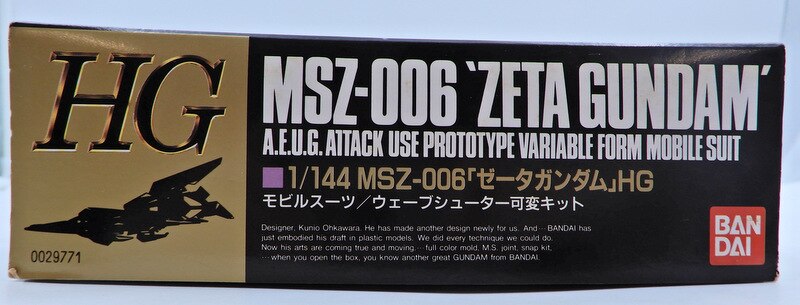 HG
0029771
MSZ-006 'ZETA GUNDAM'
A.E.U.G. ATTACK USE PROTOTYPE VARIABLE FORM MOBILE SUIT
1/144 MSZ-006「ゼータガンダム」HG
モビルスーツ/ウェーブシューター可変キット
Designer, Kunio Ohkawara. He has made another design newly for us. And… BANDAI has
just embodied his draft in plastic models. We did every technique we could do.
Now his arts are coming true and moving.… full color mold, M.S. joint, snap kit,
…when you open the box, you know another great GUNDAM from BANDAI.
BAN
DAI